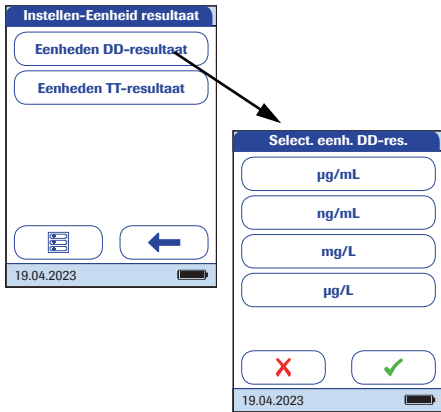 Instellen-Eenheid resultaat
Eenheden DD-resultaat
Eenheden TT-resultaat
19.04.2023
Select. eenh. DD-res.
µg/mL
ng/mL
mg/L
µg/L
19.04.2023